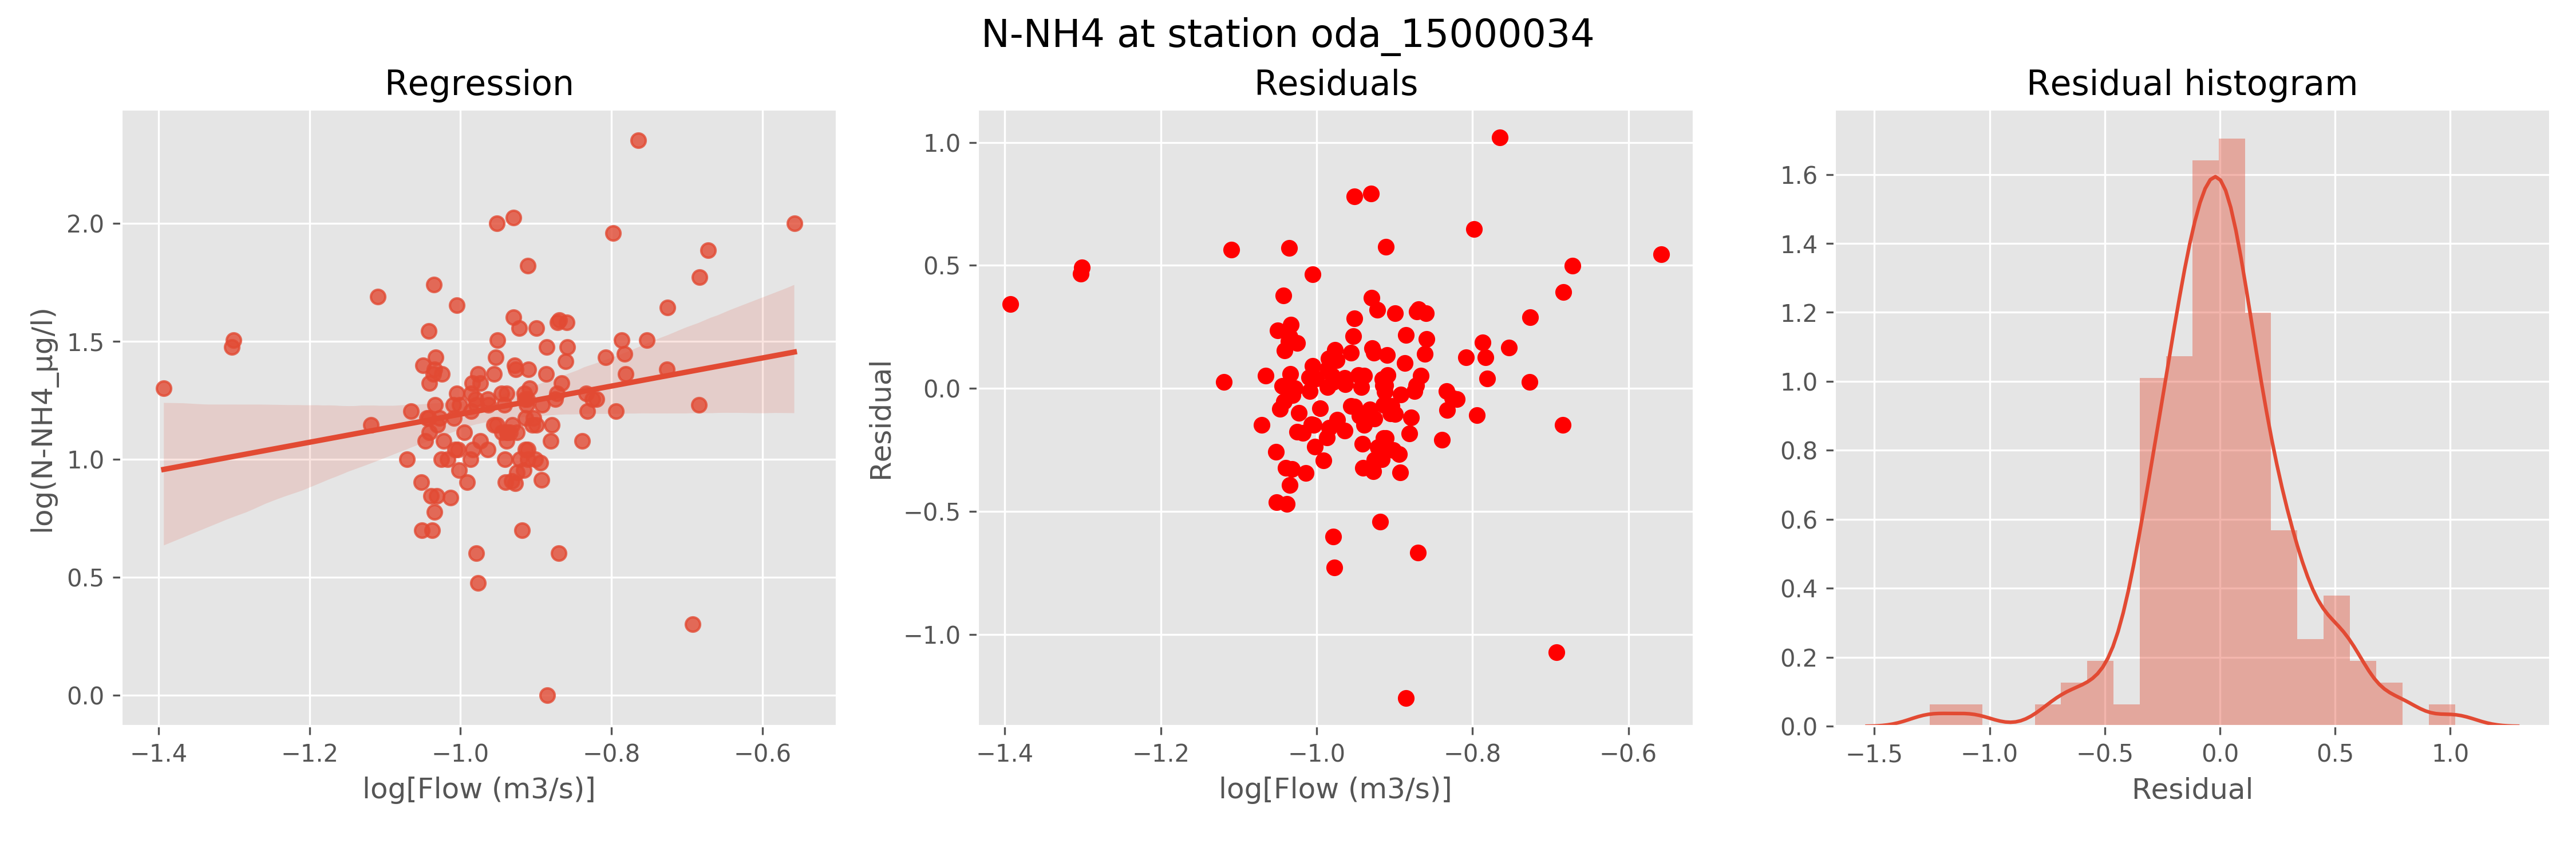 N-NH4 at station oda_15000034
Regression
2.0
1.5
1.0
0.5
0.0
log(N-NH4_µg/l)
−1.4 −1.2 −1.0 −0.8 −0.6
log[Flow (m3/s)]
Residuals
1.0
0.5
0.0
−0.5
−1.0
Residual
−1.4 −1.2 −1.0 −0.8 −0.6
log[Flow (m3/s)]
Residual histogram
1.6
1.4
1.2
1.0
0.8
0.6
0.4
0.2
0.0
−1.5 −1.0 −0.5 0.0 0.5 1.0
Residual